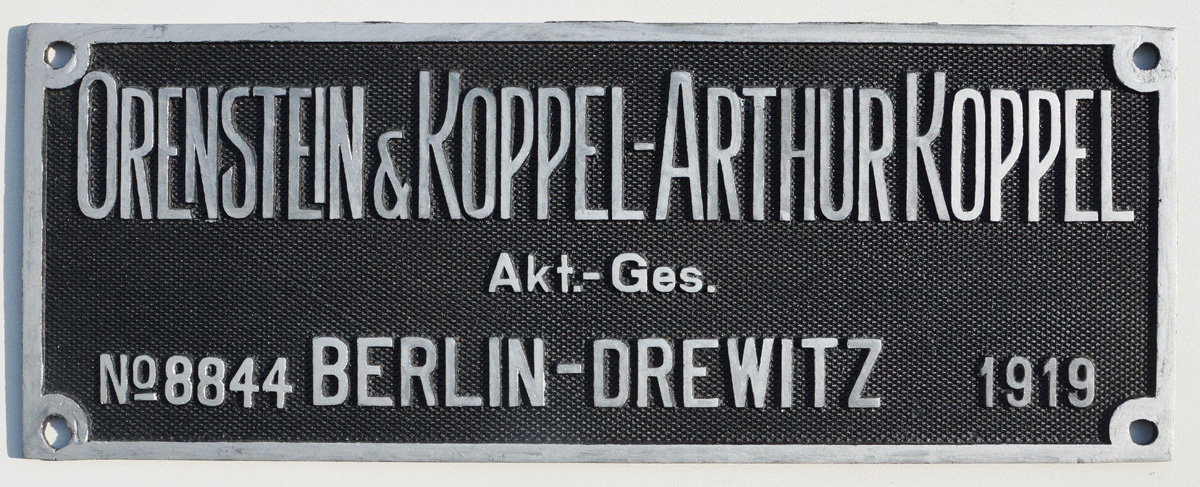 ORENSTEIN & KOPPEL-ARTHUR KOPPEL
Akt.-Ges.
Nº 8844 BERLIN-DREWITZ 1919